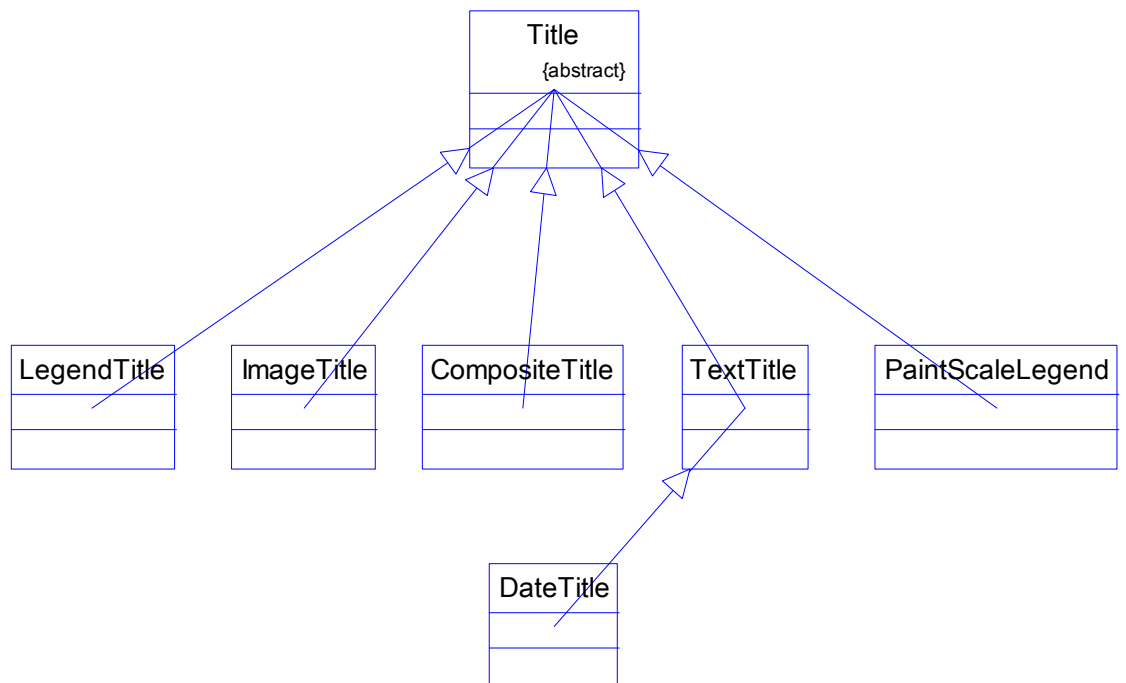 Title
{abstract}
LegendTitle
ImageTitle
CompositeTitle
TextTitle
PaintScaleLegend
DateTitle